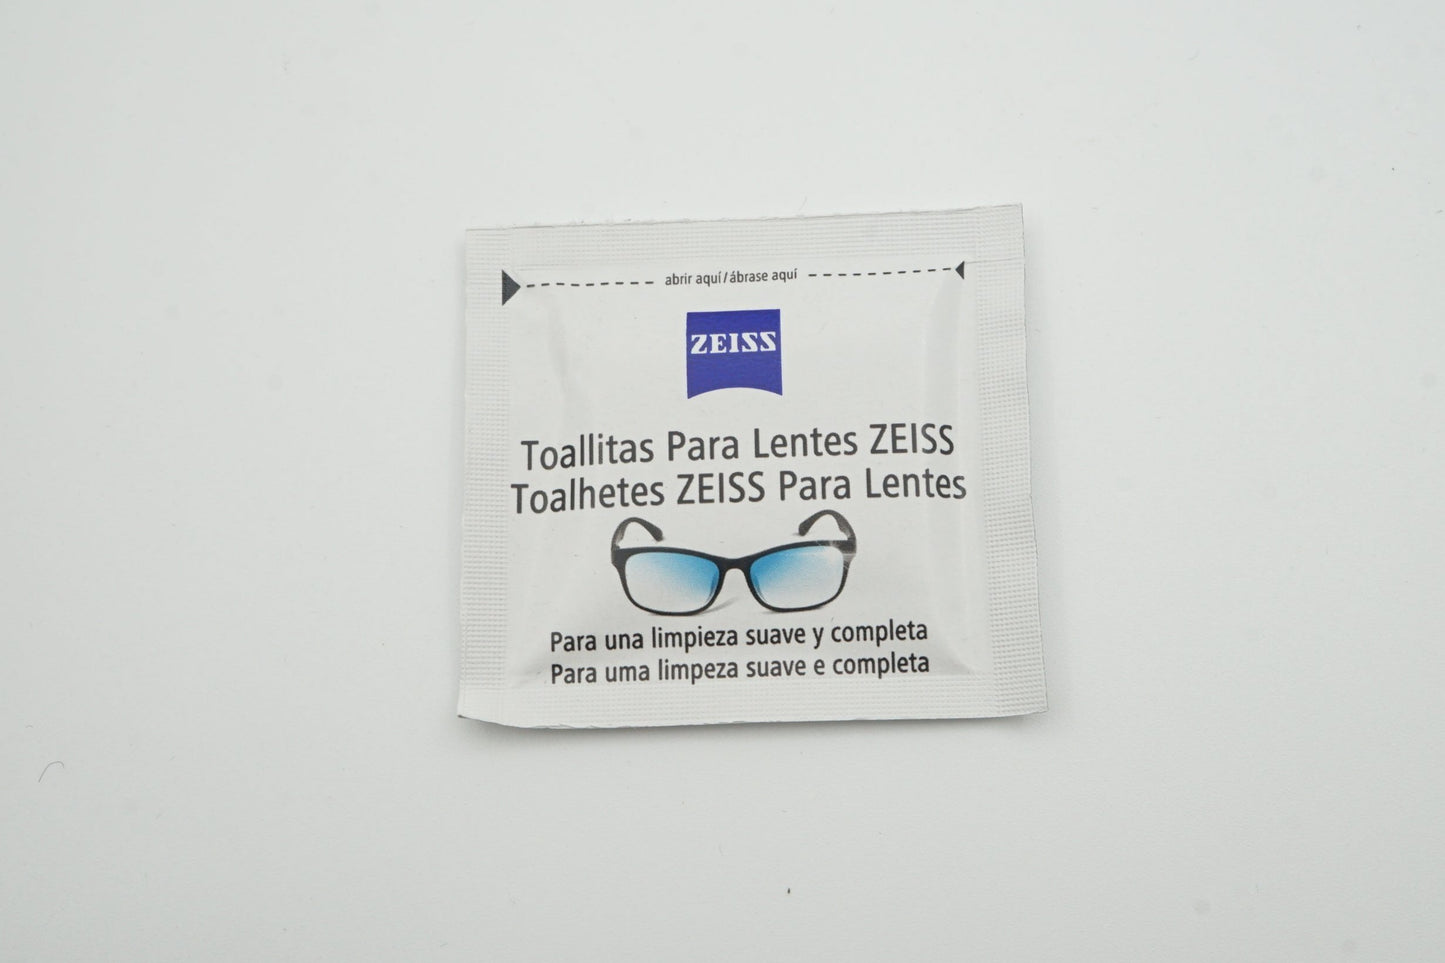 abrir aquí/ábrase aquí
ZEISS
Toallitas Para Lentes ZEISS
Toalhetes ZEISS Para Lentes
Para una limpieza suave y completa
Para uma limpeza suave e completa